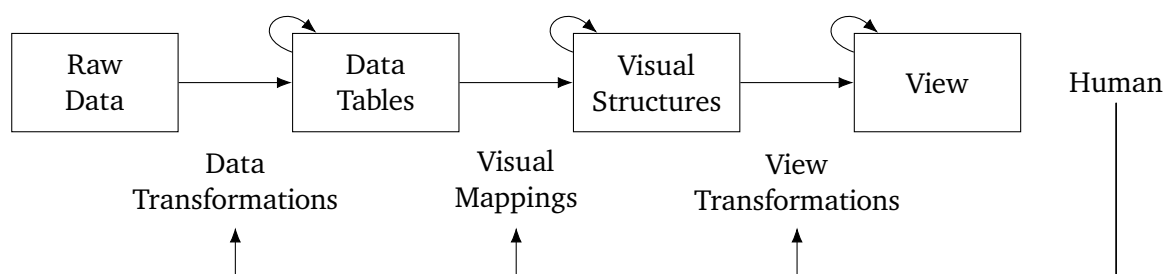 Raw
Data
Data
Tables
Visual
Structures
View
Human
Data
Transformations
Visual
Mappings
View
Transformations